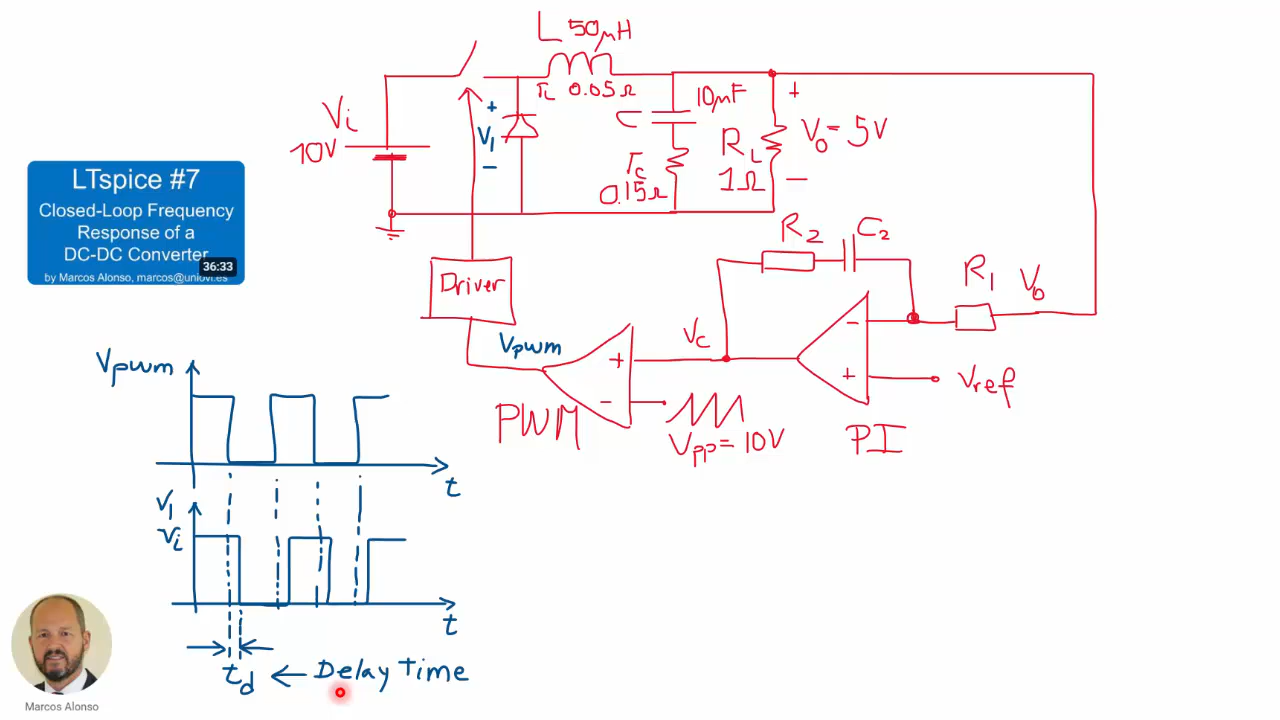 LTspice #7
Closed-Loop Frequency
Response of a
DC-DC Converter
36:33
by Marcos Alonso, marcos@uniovi.es
L 50μH
rL 0.05Ω
Vi
10V
+
V1
−
C
10μF
rc
0.15Ω
RL
1Ω
+
Vo = 5V
−
Driver
R2
C2
R1
Vo
Vpwm
Vc
+
-
PWM
Vpp = 10V
−
+
Vref
PI
Vpwm
t
V1
Vi
t
td ← Delay Time
Marcos Alonso